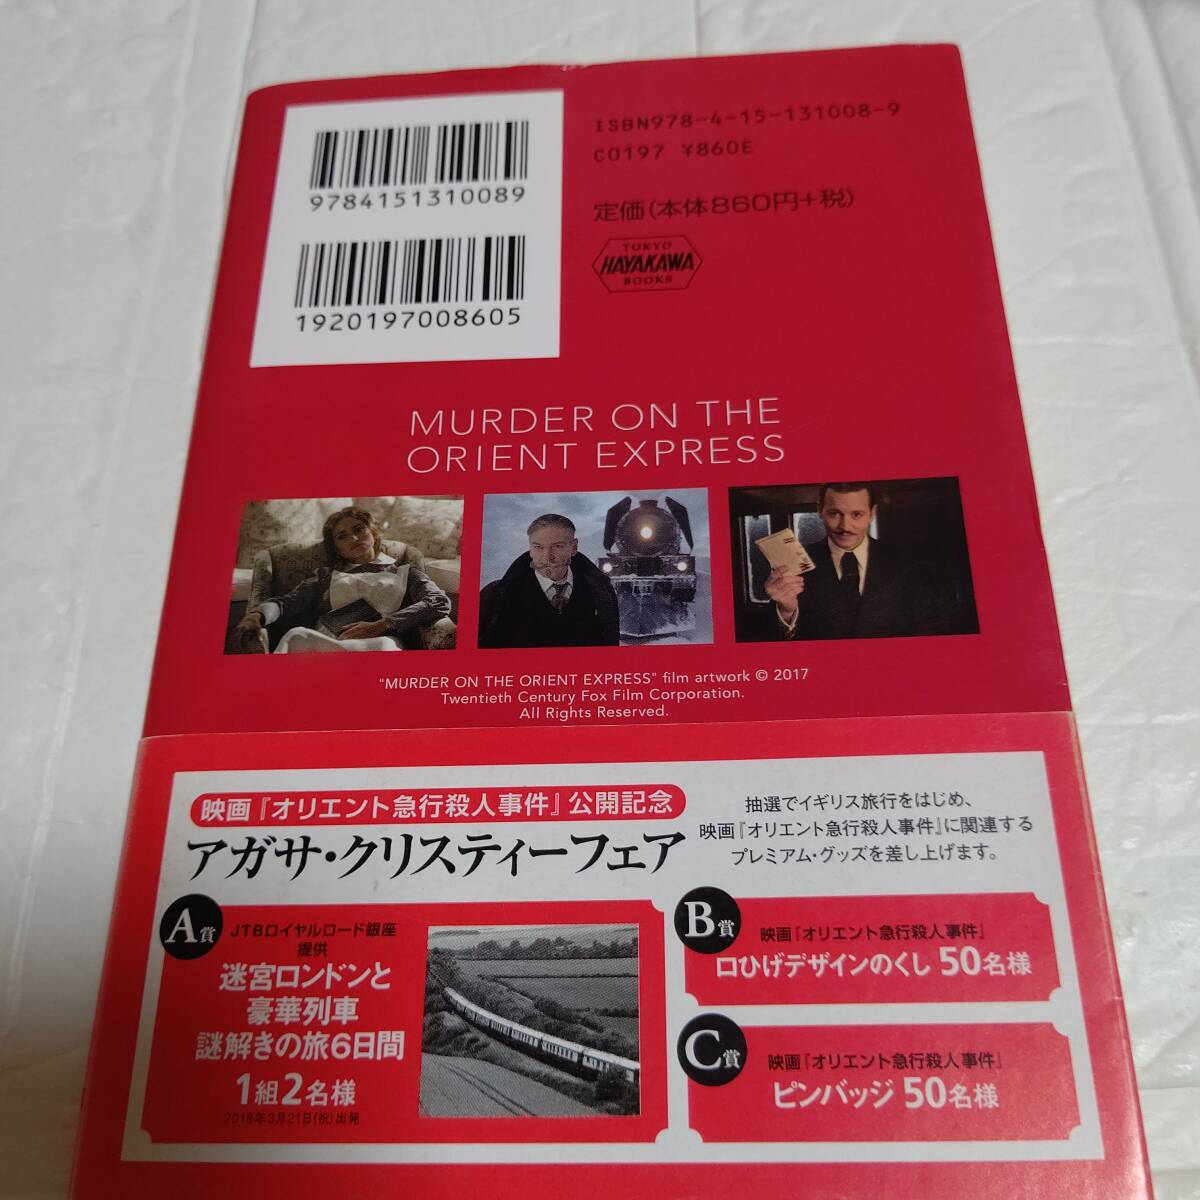 ISBN978-4-15-131008-9
C0197 ¥860E
定価(本体860円+税)
TOKYO
HAYAKAWA
BOOKS
9784151310089
1920197008605
MURDER ON THE
ORIENT EXPRESS
"MURDER ON THE ORIENT EXPRESS" film artwork © 2017
Twentieth Century Fox Film Corporation.
All Rights Reserved.
映画『オリエント急行殺人事件』公開記念
アガサ・クリスティーフェア
抽選でイギリス旅行をはじめ、
映画『オリエント急行殺人事件』に関連する
プレミアム・グッズを差し上げます。
A賞
JTBロイヤルロード銀座
提供
迷宮ロンドンと
豪華列車
謎解きの旅6日間
1組2名様
2018年3月21日(祝)出発
B賞
映画『オリエント急行殺人事件』
口ひげデザインのくし 50名様
C賞
映画『オリエント急行殺人事件』
ピンバッジ 50名様